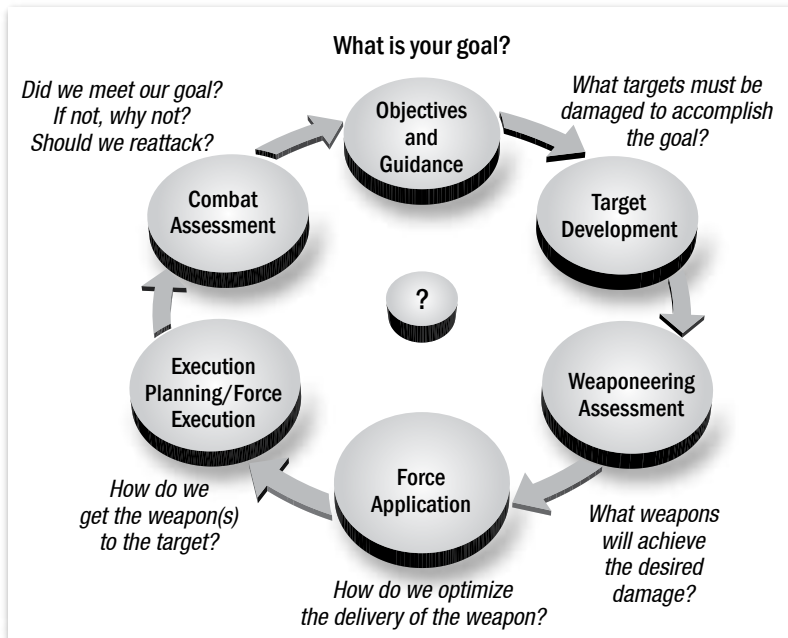 What is your goal?
Objectives
and
Guidance
What targets must be
damaged to accomplish
the goal?
Target
Development
Weaponeering
Assessment
What weapons
will achieve
the desired
damage?
Force
Application
How do we optimize
the delivery of the weapon?
Execution
Planning/Force
Execution
How do we
get the weapon(s)
to the target?
Combat
Assessment
Did we meet our goal?
If not, why not?
Should we reattack?
?